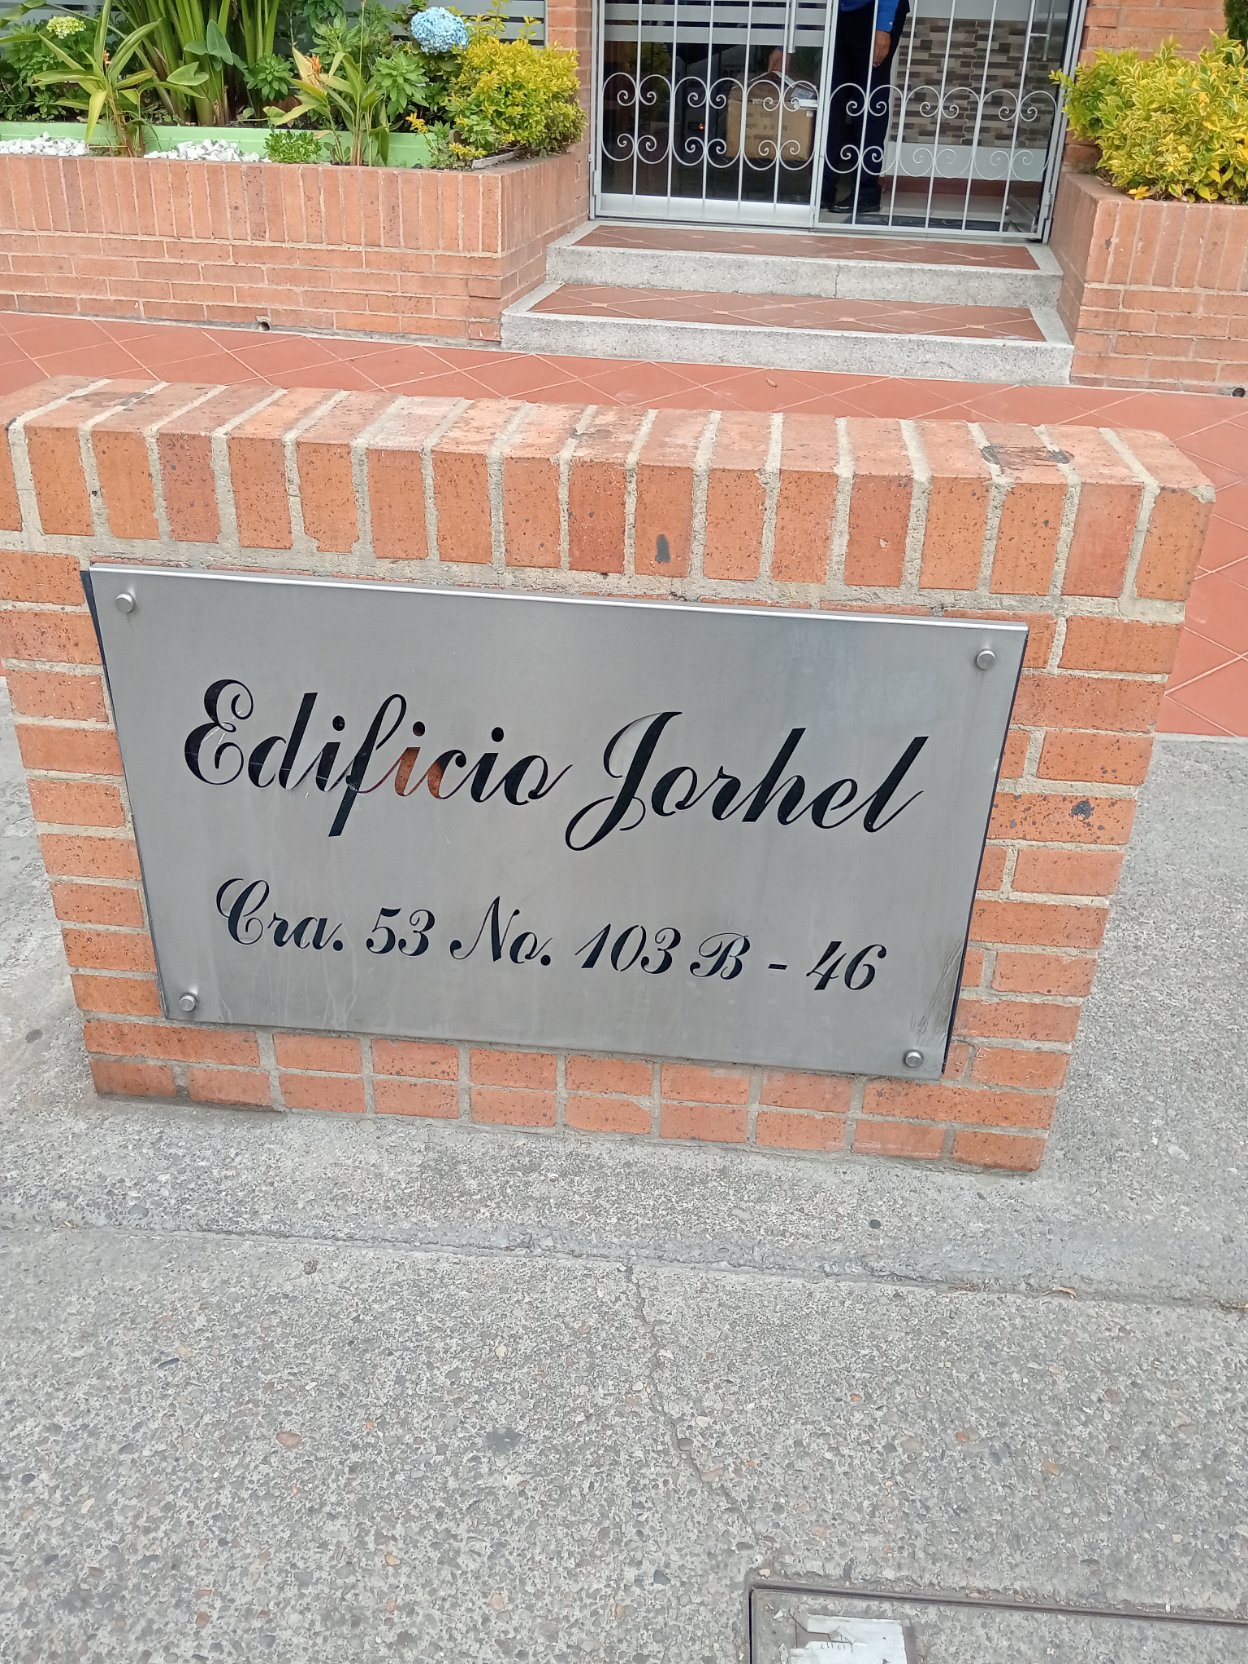 Edificio Jorhel
Cra. 53 No. 103 B - 46